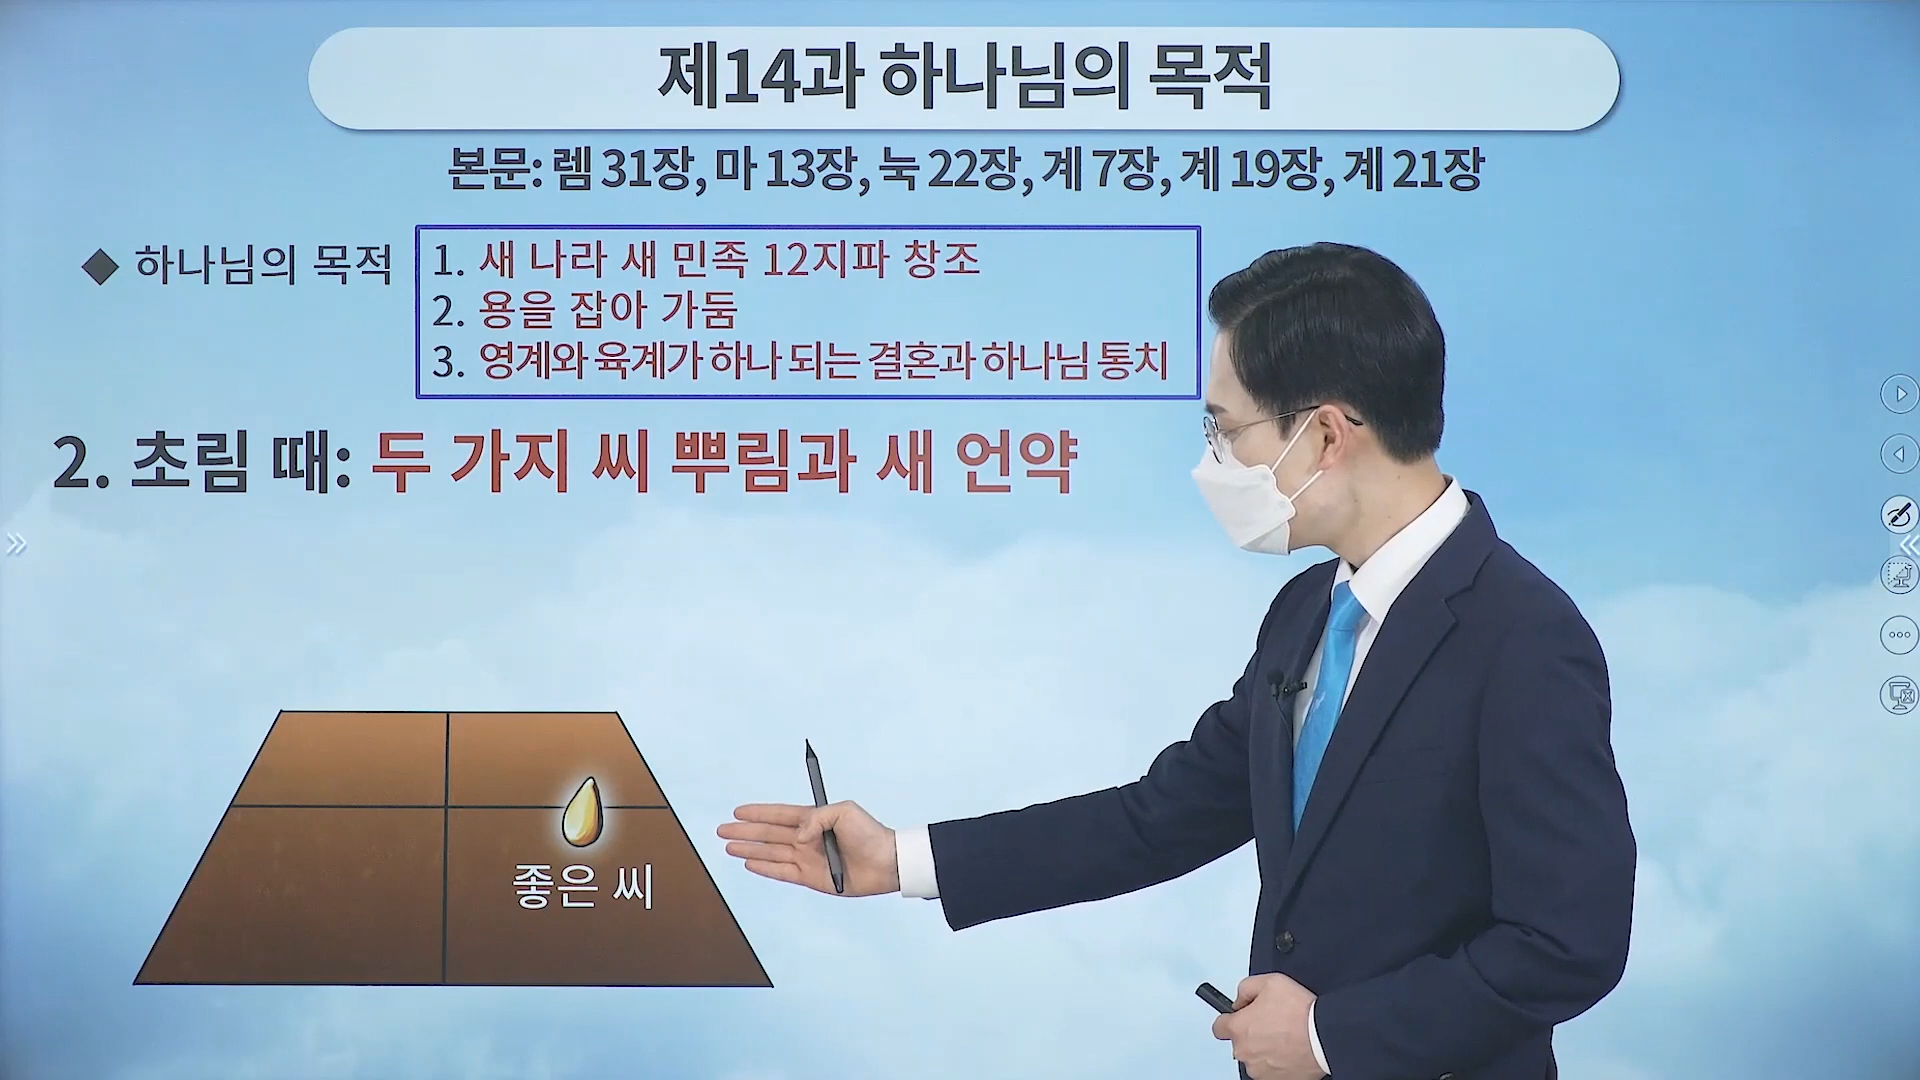 제14과 하나님의 목적
본문: 렘 31장, 마 13장, 눅 22장, 계 7장, 계 19장, 계 21장
◆ 하나님의 목적
1. 새 나라 새 민족 12지파 창조
2. 용을 잡아 가둠
3. 영계와 육계가 하나 되는 결혼과 하나님 통치
2. 초림 때: 두 가지 씨 뿌림과 새 언약
좋은 씨